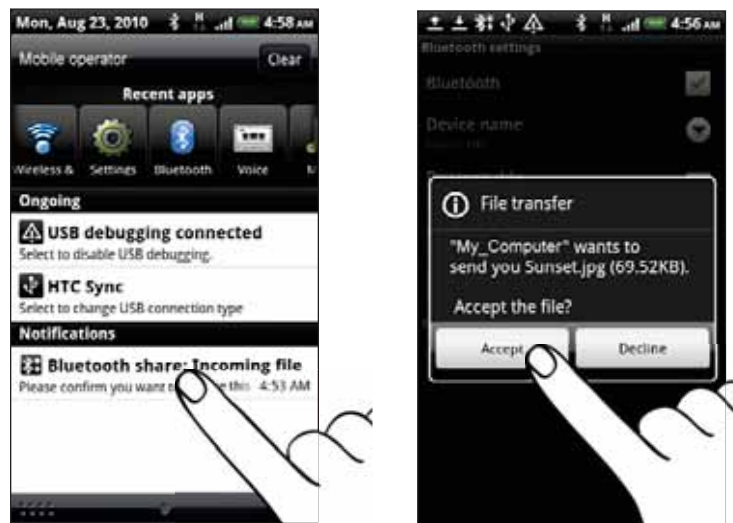 Mon, Aug 23, 2010 H 4:58 AM
Mobile operator Clear
Recent apps
Wireless & Settings Bluetooth Voice
Ongoing
USB debugging connected
Select to disable USB debugging.
HTC Sync
Select to change USB connection type
Notifications
Bluetooth share: Incoming file
Please confirm you want this 4:53 AM
H 4:56 AM
Bluetooth settings
Bluetooth
Device name
File transfer
"My_Computer" wants to
send you Sunset.jpg (69.52KB).
Accept the file?
Accept Decline